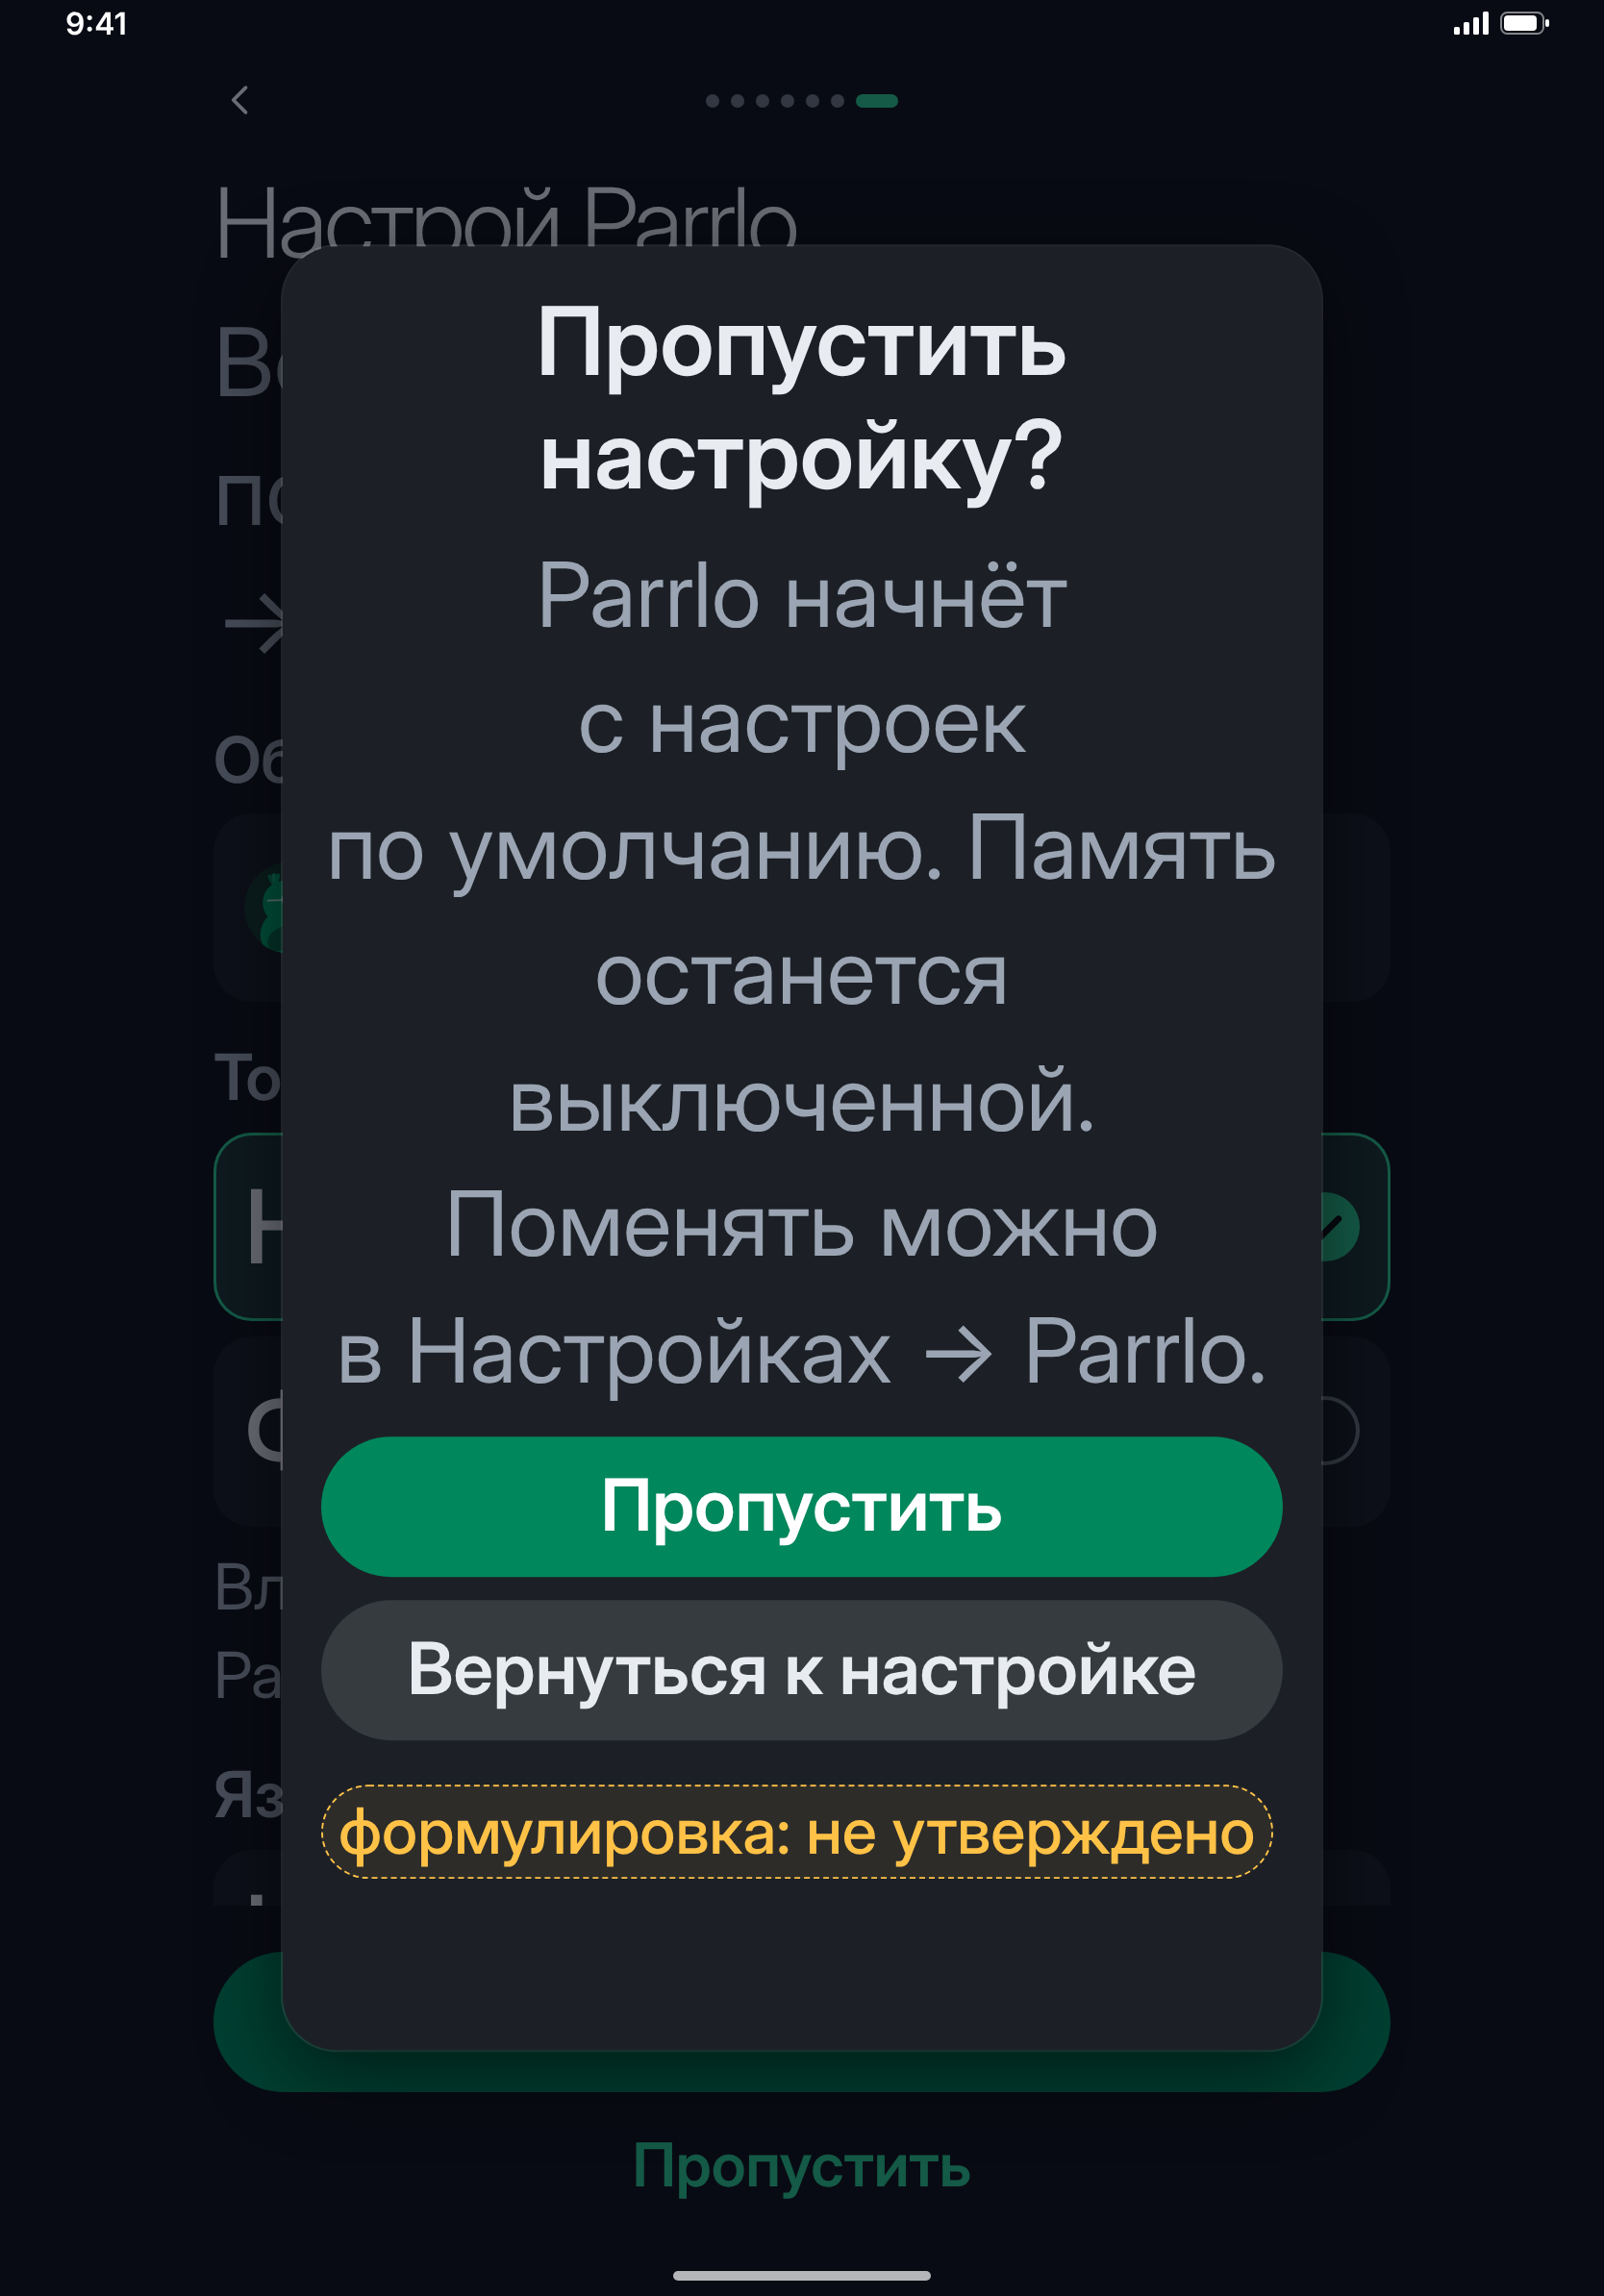 9:41
Настрой Parrlo
Пропустить
настройку?
Parrlo начнёт
с настроек
по умолчанию. Память
останется
выключенной.
Поменять можно
в Настройках → Parrlo.
Пропустить
Вернуться к настройке
формулировка: не утверждено
Пропустить